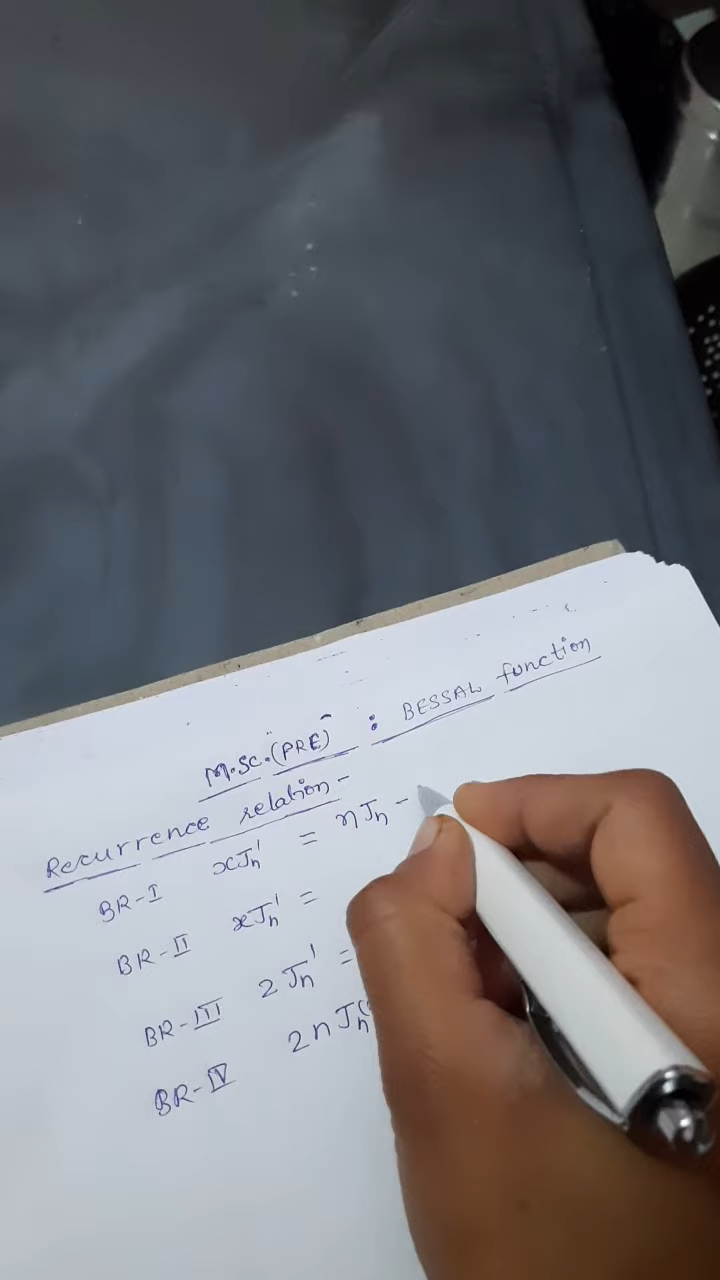 M.SC.(PRE) : BESSAL function
Recurrence relation-
BR-I xJn' = nJn -
BR-II xJn' =
BR-III 2Jn' =
BR-IV 2nJn(